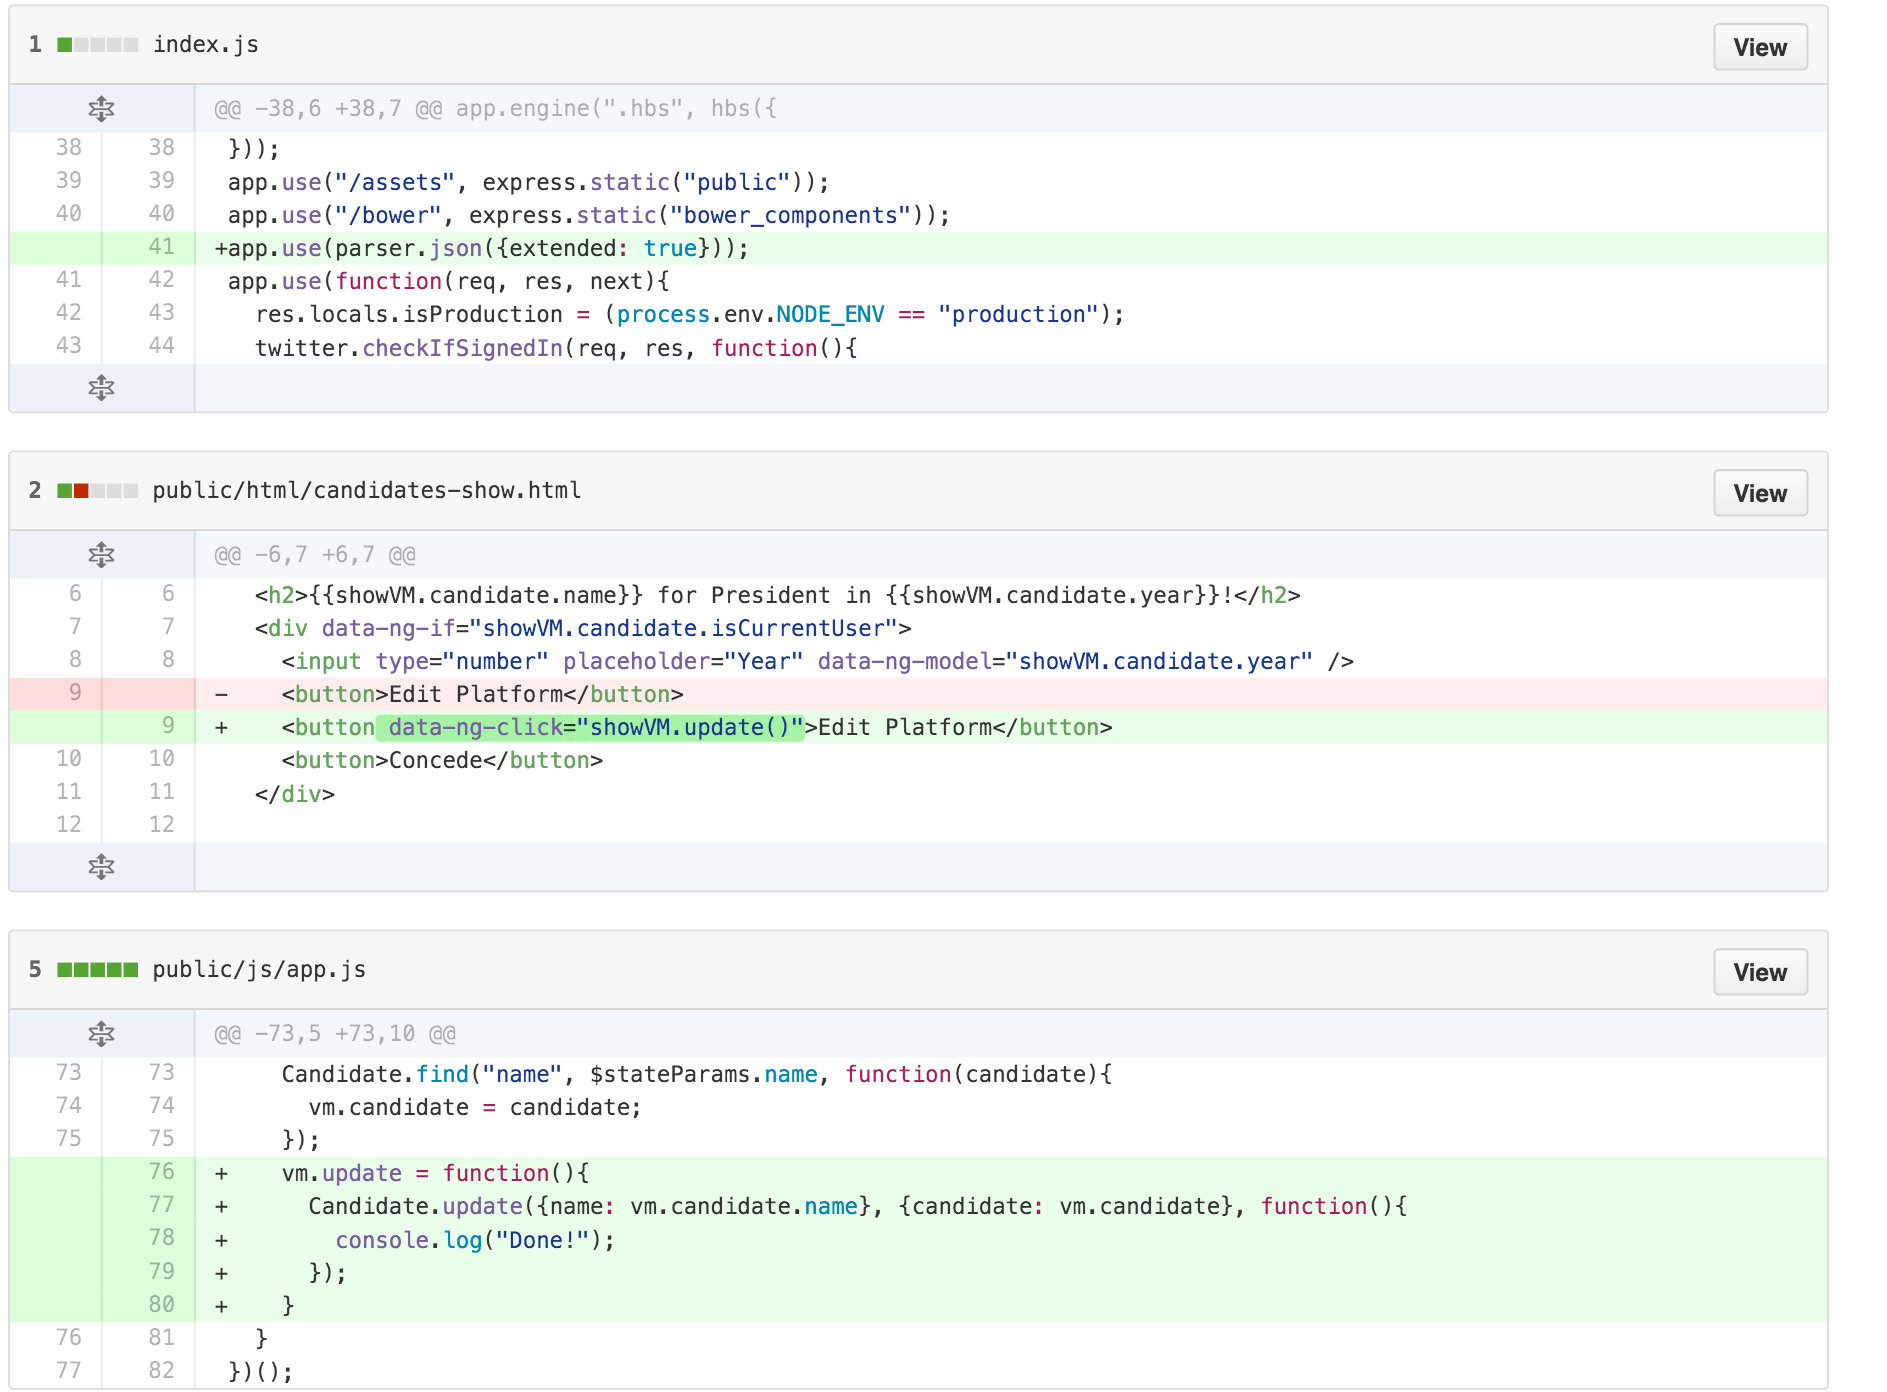 1 index.js View
@@ -38,6 +38,7 @@ app.engine(".hbs", hbs({
38 38 }));
39 39 app.use("/assets", express.static("public"));
40 40 app.use("/bower", express.static("bower_components"));
41 +app.use(parser.json({extended: true}));
41 42 app.use(function(req, res, next){
42 43 res.locals.isProduction = (process.env.NODE_ENV == "production");
43 44 twitter.checkIfSignedIn(req, res, function(){
2 public/html/candidates-show.html View
@@ -6,7 +6,7 @@
6 6 <h2>{{showVM.candidate.name}} for President in {{showVM.candidate.year}}!</h2>
7 7 <div data-ng-if="showVM.candidate.isCurrentUser">
8 8 <input type="number" placeholder="Year" data-ng-model="showVM.candidate.year" />
9 - <button>Edit Platform</button>
9 + <button data-ng-click="showVM.update()">Edit Platform</button>
10 10 <button>Concede</button>
11 11 </div>
12 12
5 public/js/app.js View
@@ -73,5 +73,10 @@
73 73 Candidate.find("name", $stateParams.name, function(candidate){
74 74 vm.candidate = candidate;
75 75 });
76 + vm.update = function(){
77 + Candidate.update({name: vm.candidate.name}, {candidate: vm.candidate}, function(){
78 + console.log("Done!");
79 + });
80 + }
76 81 }
77 82 })();